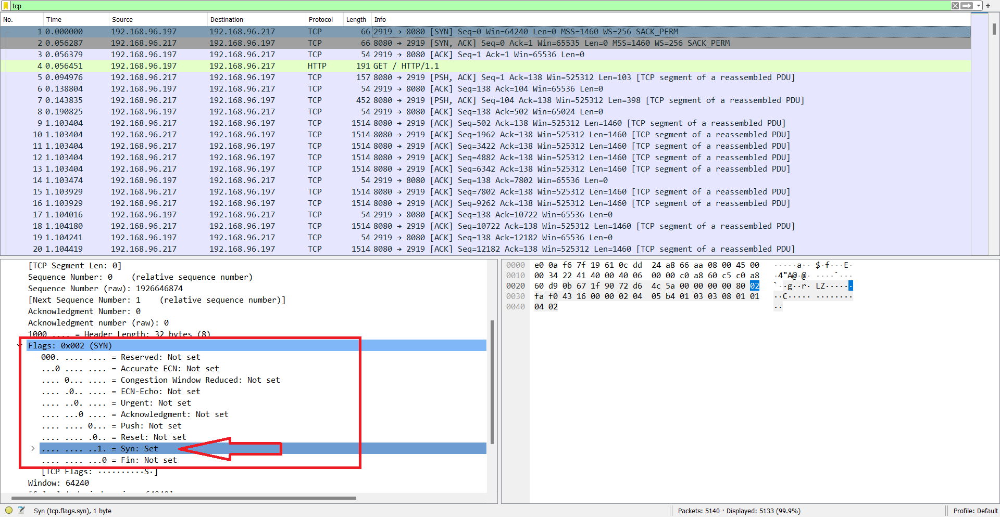 tcp
No. Time Source Destination Protocol Length Info
1 0.000000 192.168.96.197 192.168.96.217 TCP 66 2919 → 8080 [SYN] Seq=0 Win=64240 Len=0 MSS=1460 WS=256 SACK_PERM
2 0.056287 192.168.96.217 192.168.96.197 TCP 66 8080 → 2919 [SYN, ACK] Seq=0 Ack=1 Win=65535 Len=0 MSS=1460 WS=256 SACK_PERM
3 0.056379 192.168.96.197 192.168.96.217 TCP 54 2919 → 8080 [ACK] Seq=1 Ack=1 Win=65536 Len=0
4 0.056451 192.168.96.197 192.168.96.217 HTTP 191 GET / HTTP/1.1
5 0.094976 192.168.96.217 192.168.96.197 TCP 157 8080 → 2919 [PSH, ACK] Seq=1 Ack=138 Win=525312 Len=103 [TCP segment of a reassembled PDU]
6 0.138804 192.168.96.197 192.168.96.217 TCP 54 2919 → 8080 [ACK] Seq=138 Ack=104 Win=65536 Len=0
7 0.143835 192.168.96.217 192.168.96.197 TCP 452 8080 → 2919 [PSH, ACK] Seq=104 Ack=138 Win=525312 Len=398 [TCP segment of a reassembled PDU]
8 0.190825 192.168.96.197 192.168.96.217 TCP 54 2919 → 8080 [ACK] Seq=138 Ack=502 Win=65024 Len=0
9 1.103404 192.168.96.217 192.168.96.197 TCP 1514 8080 → 2919 [ACK] Seq=502 Ack=138 Win=525312 Len=1460 [TCP segment of a reassembled PDU]
10 1.103404 192.168.96.217 192.168.96.197 TCP 1514 8080 → 2919 [ACK] Seq=1962 Ack=138 Win=525312 Len=1460 [TCP segment of a reassembled PDU]
11 1.103404 192.168.96.217 192.168.96.197 TCP 1514 8080 → 2919 [ACK] Seq=3422 Ack=138 Win=525312 Len=1460 [TCP segment of a reassembled PDU]
12 1.103404 192.168.96.217 192.168.96.197 TCP 1514 8080 → 2919 [ACK] Seq=4882 Ack=138 Win=525312 Len=1460 [TCP segment of a reassembled PDU]
13 1.103404 192.168.96.217 192.168.96.197 TCP 1514 8080 → 2919 [ACK] Seq=6342 Ack=138 Win=525312 Len=1460 [TCP segment of a reassembled PDU]
14 1.103474 192.168.96.197 192.168.96.217 TCP 54 2919 → 8080 [ACK] Seq=138 Ack=7802 Win=65536 Len=0
15 1.103929 192.168.96.217 192.168.96.197 TCP 1514 8080 → 2919 [ACK] Seq=7802 Ack=138 Win=525312 Len=1460 [TCP segment of a reassembled PDU]
16 1.103929 192.168.96.217 192.168.96.197 TCP 1514 8080 → 2919 [ACK] Seq=9262 Ack=138 Win=525312 Len=1460 [TCP segment of a reassembled PDU]
17 1.104016 192.168.96.197 192.168.96.217 TCP 54 2919 → 8080 [ACK] Seq=138 Ack=10722 Win=65536 Len=0
18 1.104180 192.168.96.217 192.168.96.197 TCP 1514 8080 → 2919 [ACK] Seq=10722 Ack=138 Win=525312 Len=1460 [TCP segment of a reassembled PDU]
19 1.104241 192.168.96.197 192.168.96.217 TCP 54 2919 → 8080 [ACK] Seq=138 Ack=12182 Win=65536 Len=0
20 1.104419 192.168.96.217 192.168.96.197 TCP 1514 8080 → 2919 [ACK] Seq=12182 Ack=138 Win=525312 Len=1460 [TCP segment of a reassembled PDU]
[TCP Segment Len: 0]
Sequence Number: 0    (relative sequence number)
Sequence Number (raw): 1926646874
[Next Sequence Number: 1    (relative sequence number)]
Acknowledgment Number: 0
Acknowledgment number (raw): 0
1000 .... = Header Length: 32 bytes (8)
Flags: 0x002 (SYN)
000. .... .... = Reserved: Not set
...0 .... .... = Accurate ECN: Not set
.... 0... .... = Congestion Window Reduced: Not set
.... .0.. .... = ECN-Echo: Not set
.... ..0. .... = Urgent: Not set
.... ...0 .... = Acknowledgment: Not set
.... .... 0... = Push: Not set
.... .... .0.. = Reset: Not set
.... .... ..1. = Syn: Set
.... .... ...0 = Fin: Not set
[TCP Flags: ··········S·]
Window: 64240
0000 e0 0a f6 7f 19 61 0c dd 24 a8 66 aa 08 00 45 00 ·····a·· $·f···E·
0010 00 34 22 41 40 00 40 06 00 00 c0 a8 60 c5 c0 a8 ·4"A@·@· ····`···
0020 60 d9 0b 67 1f 90 72 d6 4c 5a 00 00 00 00 80 02 `··g··r· LZ······
0030 fa f0 43 16 00 00 02 04 05 b4 01 03 03 08 01 01 ··C····· ········
0040 04 02 ··
Syn (tcp.flags.syn), 1 byte
Packets: 5140 · Displayed: 5133 (99.9%)
Profile: Default